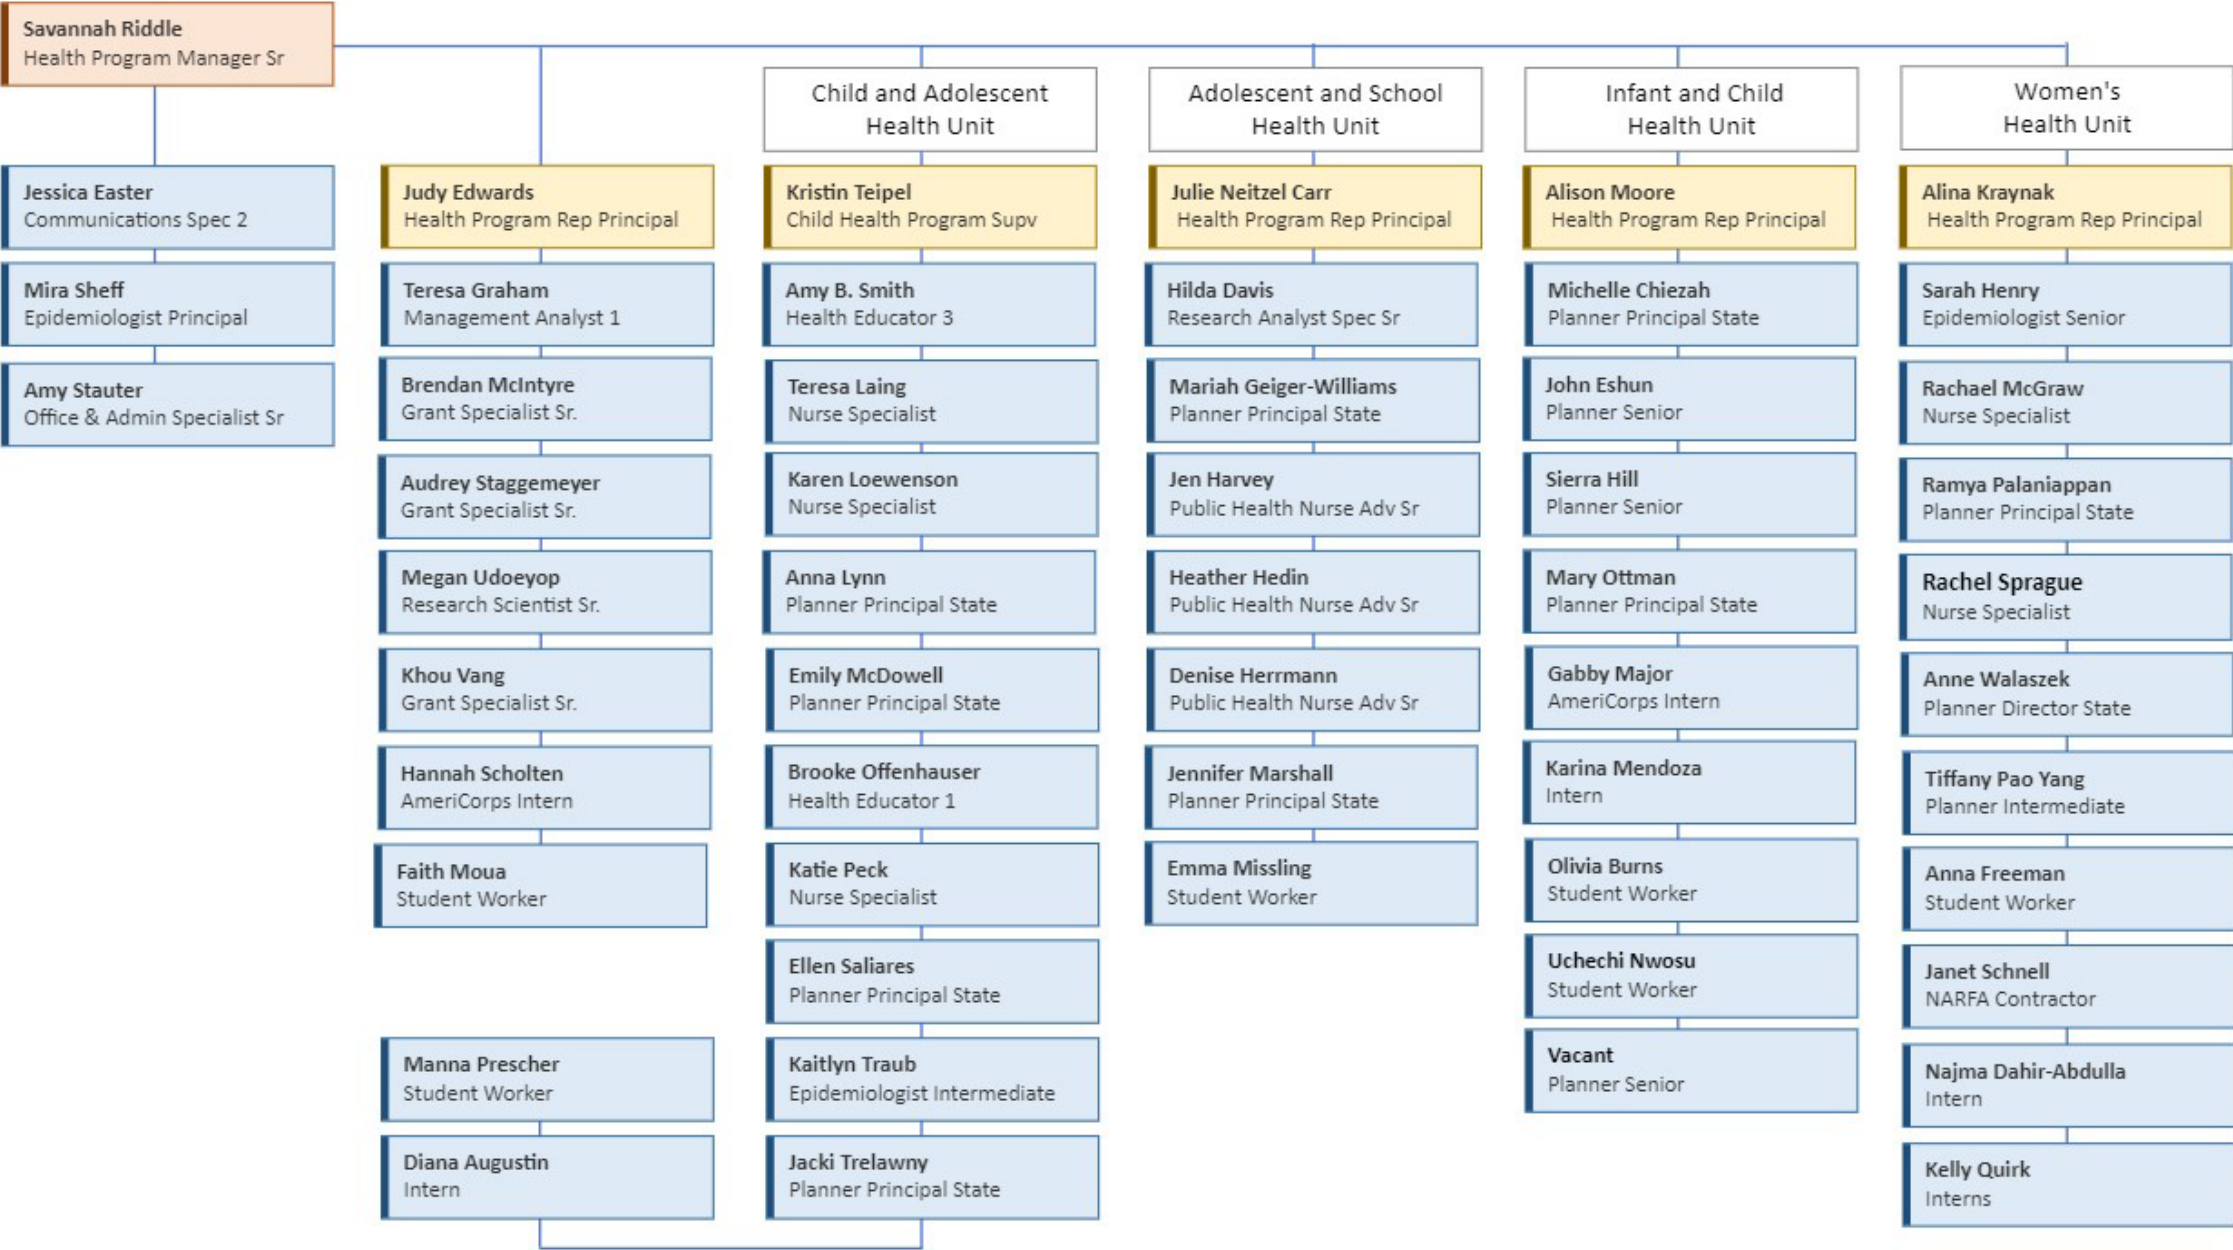 Savannah Riddle
Health Program Manager Sr
Jessica Easter
Communications Spec 2
Mira Sheff
Epidemiologist Principal
Amy Stauter
Office & Admin Specialist Sr
Judy Edwards
Health Program Rep Principal
Teresa Graham
Management Analyst 1
Brendan McIntyre
Grant Specialist Sr.
Audrey Staggemeyer
Grant Specialist Sr.
Megan Udoeyop
Research Scientist Sr.
Khou Vang
Grant Specialist Sr.
Hannah Scholten
AmeriCorps Intern
Faith Moua
Student Worker
Child and Adolescent
Health Unit
Kristin Teipel
Child Health Program Supv
Amy B. Smith
Health Educator 3
Teresa Laing
Nurse Specialist
Karen Loewenson
Nurse Specialist
Anna Lynn
Planner Principal State
Emily McDowell
Planner Principal State
Brooke Offenhauser
Health Educator 1
Katie Peck
Nurse Specialist
Ellen Saliares
Planner Principal State
Kaitlyn Traub
Epidemiologist Intermediate
Jacki Trelawny
Planner Principal State
Manna Prescher
Student Worker
Diana Augustin
Intern
Adolescent and School
Health Unit
Julie Neitzel Carr
Health Program Rep Principal
Hilda Davis
Research Analyst Spec Sr
Mariah Geiger-Williams
Planner Principal State
Jen Harvey
Public Health Nurse Adv Sr
Heather Hedin
Public Health Nurse Adv Sr
Denise Herrmann
Public Health Nurse Adv Sr
Jennifer Marshall
Planner Principal State
Emma Missling
Student Worker
Infant and Child
Health Unit
Alison Moore
Health Program Rep Principal
Michelle Chiezah
Planner Principal State
John Eshun
Planner Senior
Sierra Hill
Planner Senior
Mary Ottman
Planner Principal State
Gabby Major
AmeriCorps Intern
Karina Mendoza
Intern
Olivia Burns
Student Worker
Uchechi Nwosu
Student Worker
Vacant
Planner Senior
Women's
Health Unit
Alina Kraynak
Health Program Rep Principal
Sarah Henry
Epidemiologist Senior
Rachael McGraw
Nurse Specialist
Ramya Palaniappan
Planner Principal State
Rachel Sprague
Nurse Specialist
Anne Walaszek
Planner Director State
Tiffany Pao Yang
Planner Intermediate
Anna Freeman
Student Worker
Janet Schnell
NARFA Contractor
Najma Dahir-Abdulla
Intern
Kelly Quirk
Interns